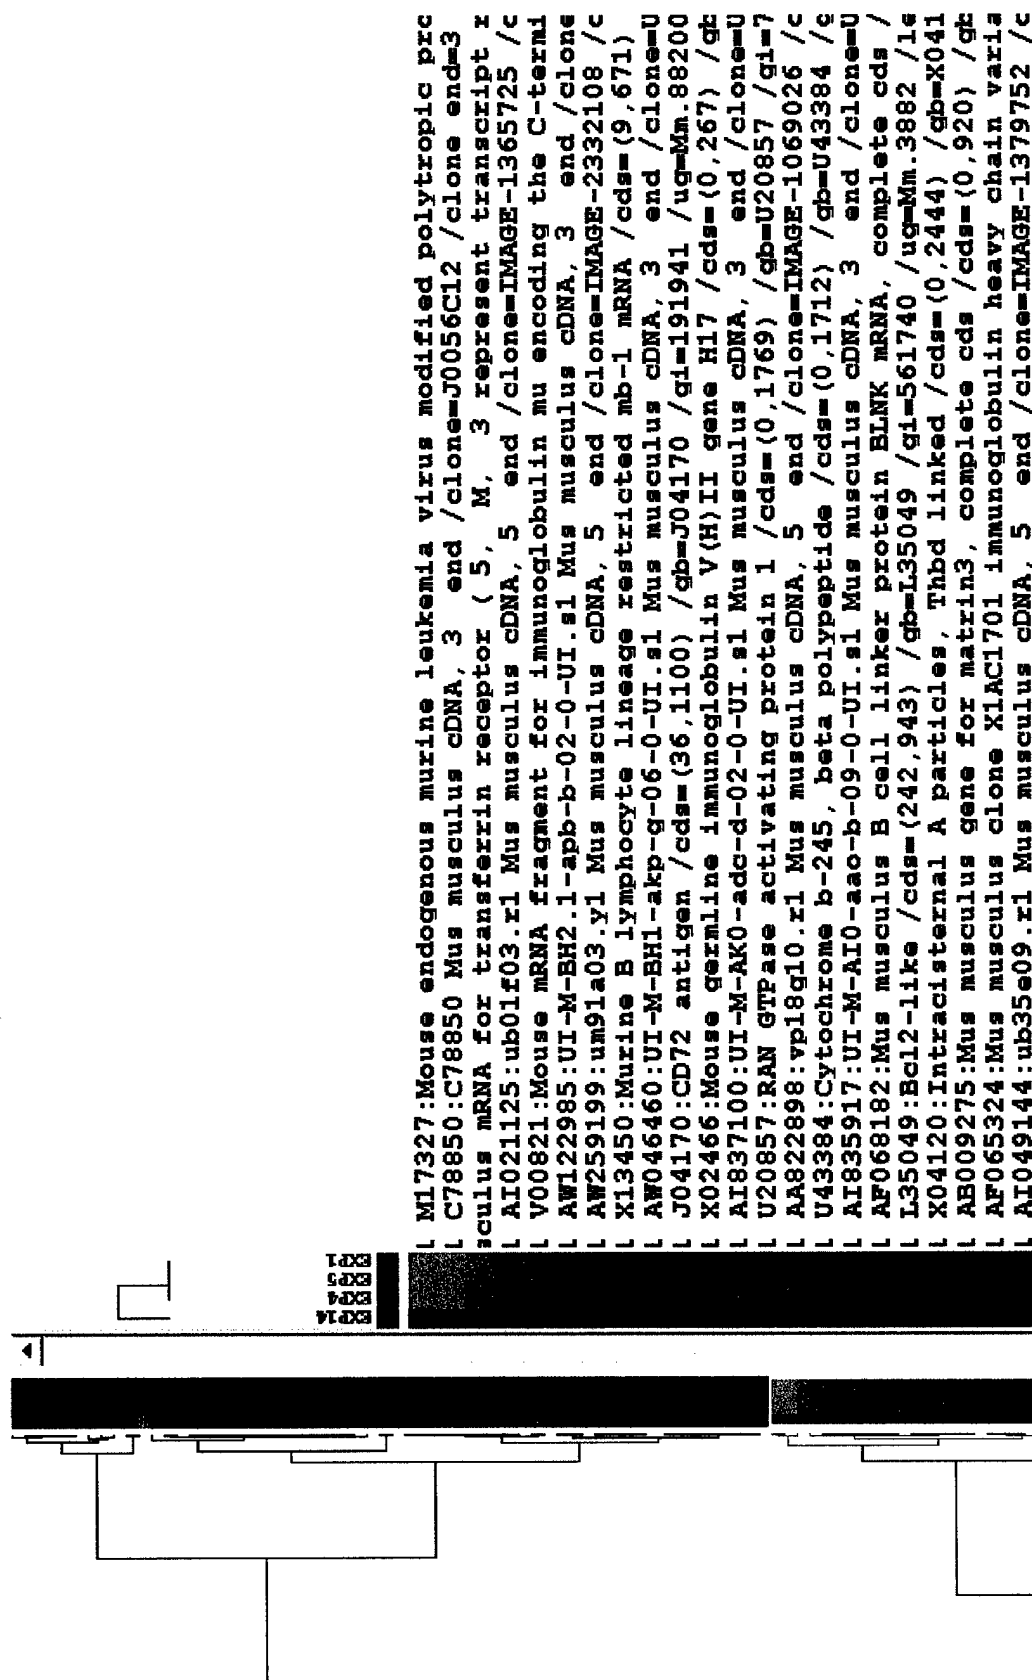 EXP14
EXP4
EXP5
EXP1
L M17327:Mouse endogenous murine leukemia virus modified polytropic prc
L C78850:C78850 Mus musculus cDNA, 3 end /clone=J0056C12 /clone end=3
sculus mRNA for transferrin receptor ( 5, M, 3 represent transcript r
L AI021125:ub01f03.r1 Mus musculus cDNA, 5 end /clone=IMAGE-1365725 /c
L V00821:Mouse mRNA fragment for immunoglobulin mu encoding the C-termi
L AW122985:UI-M-BH2.1-apb-b-02-0-UI.s1 Mus musculus cDNA, 3 end /clone
L AW259199:um91a03.y1 Mus musculus cDNA, 5 end /clone=IMAGE-2332108 /c
L X13450:Murine B lymphocyte lineage restricted mb-1 mRNA /cds=(9,671)
L AW046460:UI-M-BH1-akp-g-06-0-UI.s1 Mus musculus cDNA, 3 end /clone=U
L J04170:CD72 antigen /cds=(36,1100) /gb=J04170 /gi=191941 /ug=Mm.88200
L X02466:Mouse germline immunoglobulin V(H)II gene H17 /cds=(0,267) /gb
L AI837100:UI-M-AK0-adc-d-02-0-UI.s1 Mus musculus cDNA, 3 end /clone=U
L U20857:RAN GTPase activating protein 1 /cds=(0,1769) /gb=U20857 /gi=7
L AA822898:vp18g10.r1 Mus musculus cDNA, 5 end /clone=IMAGE-1069026 /c
L U43384:Cytochrome b-245, beta polypeptide /cds=(0,1712) /gb=U43384 /g
L AI835917:UI-M-AI0-aao-b-09-0-UI.s1 Mus musculus cDNA, 3 end /clone=U
L AF068182:Mus musculus B cell linker protein BLNK mRNA, complete cds /
L L35049:Bcl2-like /cds=(242,943) /gb=L35049 /gi=561740 /ug=Mm.3882 /le
L X04120:Intracisternal A particles, Thbd linked /cds=(0,2444) /gb=X041
L AB009275:Mus musculus gene for matrin3, complete cds /cds=(0,920) /gb
L AF065324:Mus musculus clone X1AC1701 immunoglobulin heavy chain varia
L AI049144:ub35e09.r1 Mus musculus cDNA, 5 end /clone=IMAGE-1379752 /c